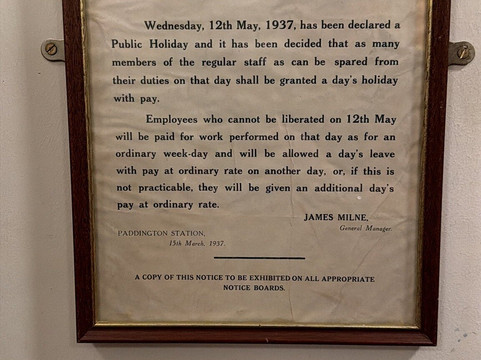 Wednesday, 12th May, 1937, has been declared a
Public Holiday and it has been decided that as many
members of the regular staff as can be spared from
their duties on that day shall be granted a day's holiday
with pay.
Employees who cannot be liberated on 12th May
will be paid for work performed on that day as for an
ordinary week-day and will be allowed a day's leave
with pay at ordinary rate on another day, or, if this is
not practicable, they will be given an additional day's
pay at ordinary rate.
JAMES MILNE,
General Manager.
PADDINGTON STATION,
15th March, 1937.
A COPY OF THIS NOTICE TO BE EXHIBITED ON ALL APPROPRIATE
NOTICE BOARDS.